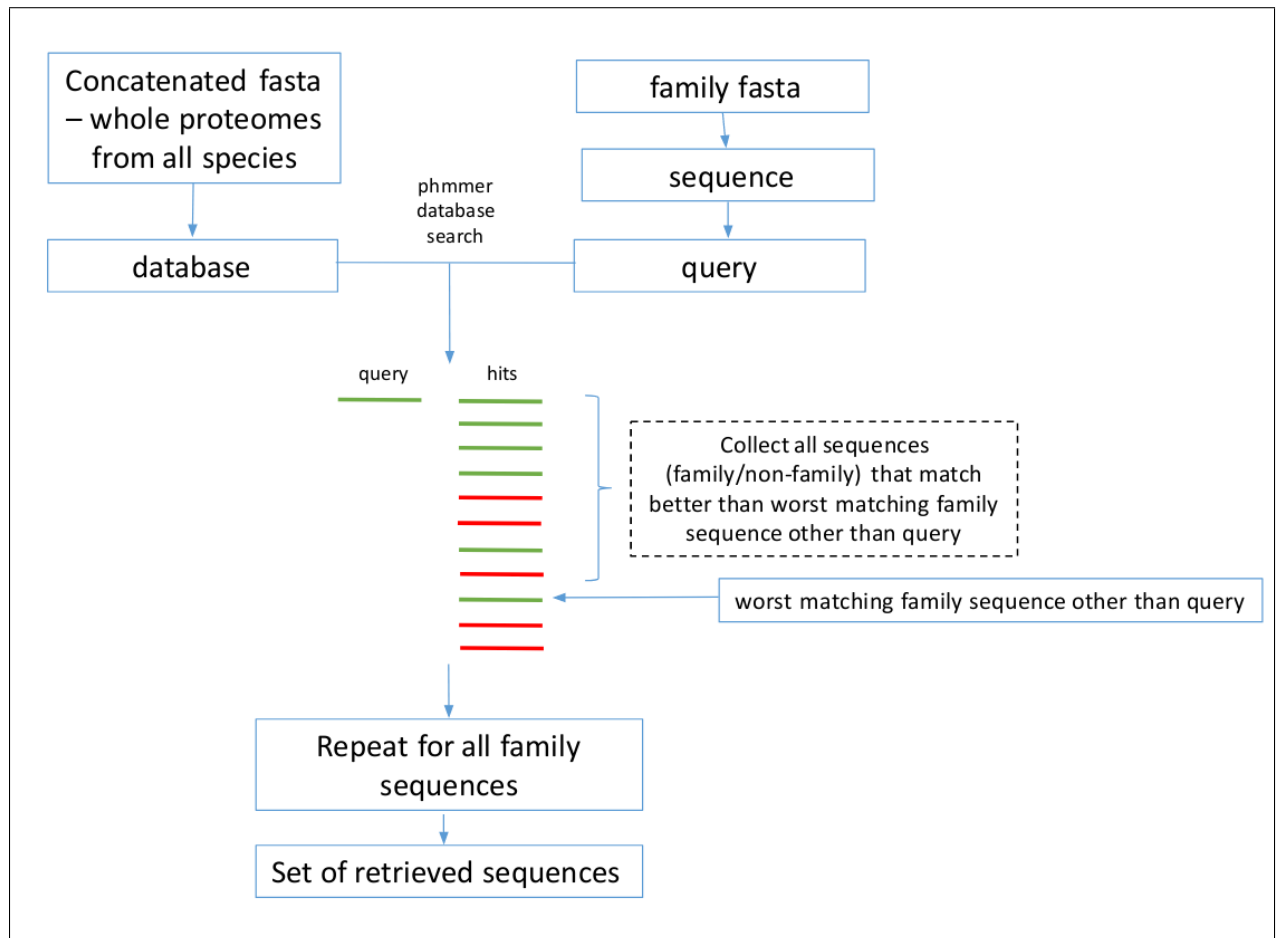 Concatenated fasta
– whole proteomes
from all species
family fasta
sequence
phmmer
database
search
database
query
query
hits
Collect all sequences
(family/non-family) that match
better than worst matching family
sequence other than query
worst matching family sequence other than query
Repeat for all family
sequences
Set of retrieved sequences